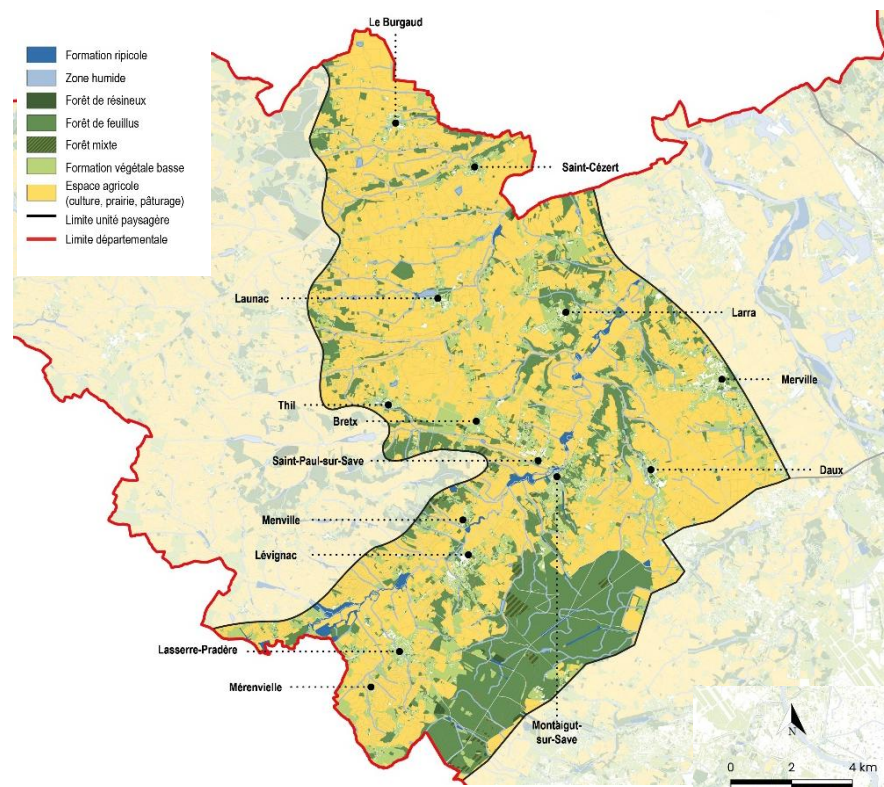 Le Burgaud
Formation ripicole
Zone humide
Forêt de résineux
Forêt de feuillus
Forêt mixte
Formation végétale basse
Espace agricole
(culture, prairie, pâturage)
Limite unité paysagère
Limite départementale
Saint-Cézert
Launac
Larra
Merville
Thil
Bretx
Saint-Paul-sur-Save
Daux
Menville
Lévignac
Lasserre-Pradère
Mérenvielle
Montaigut-
sur-Save
N
0 2 4 km